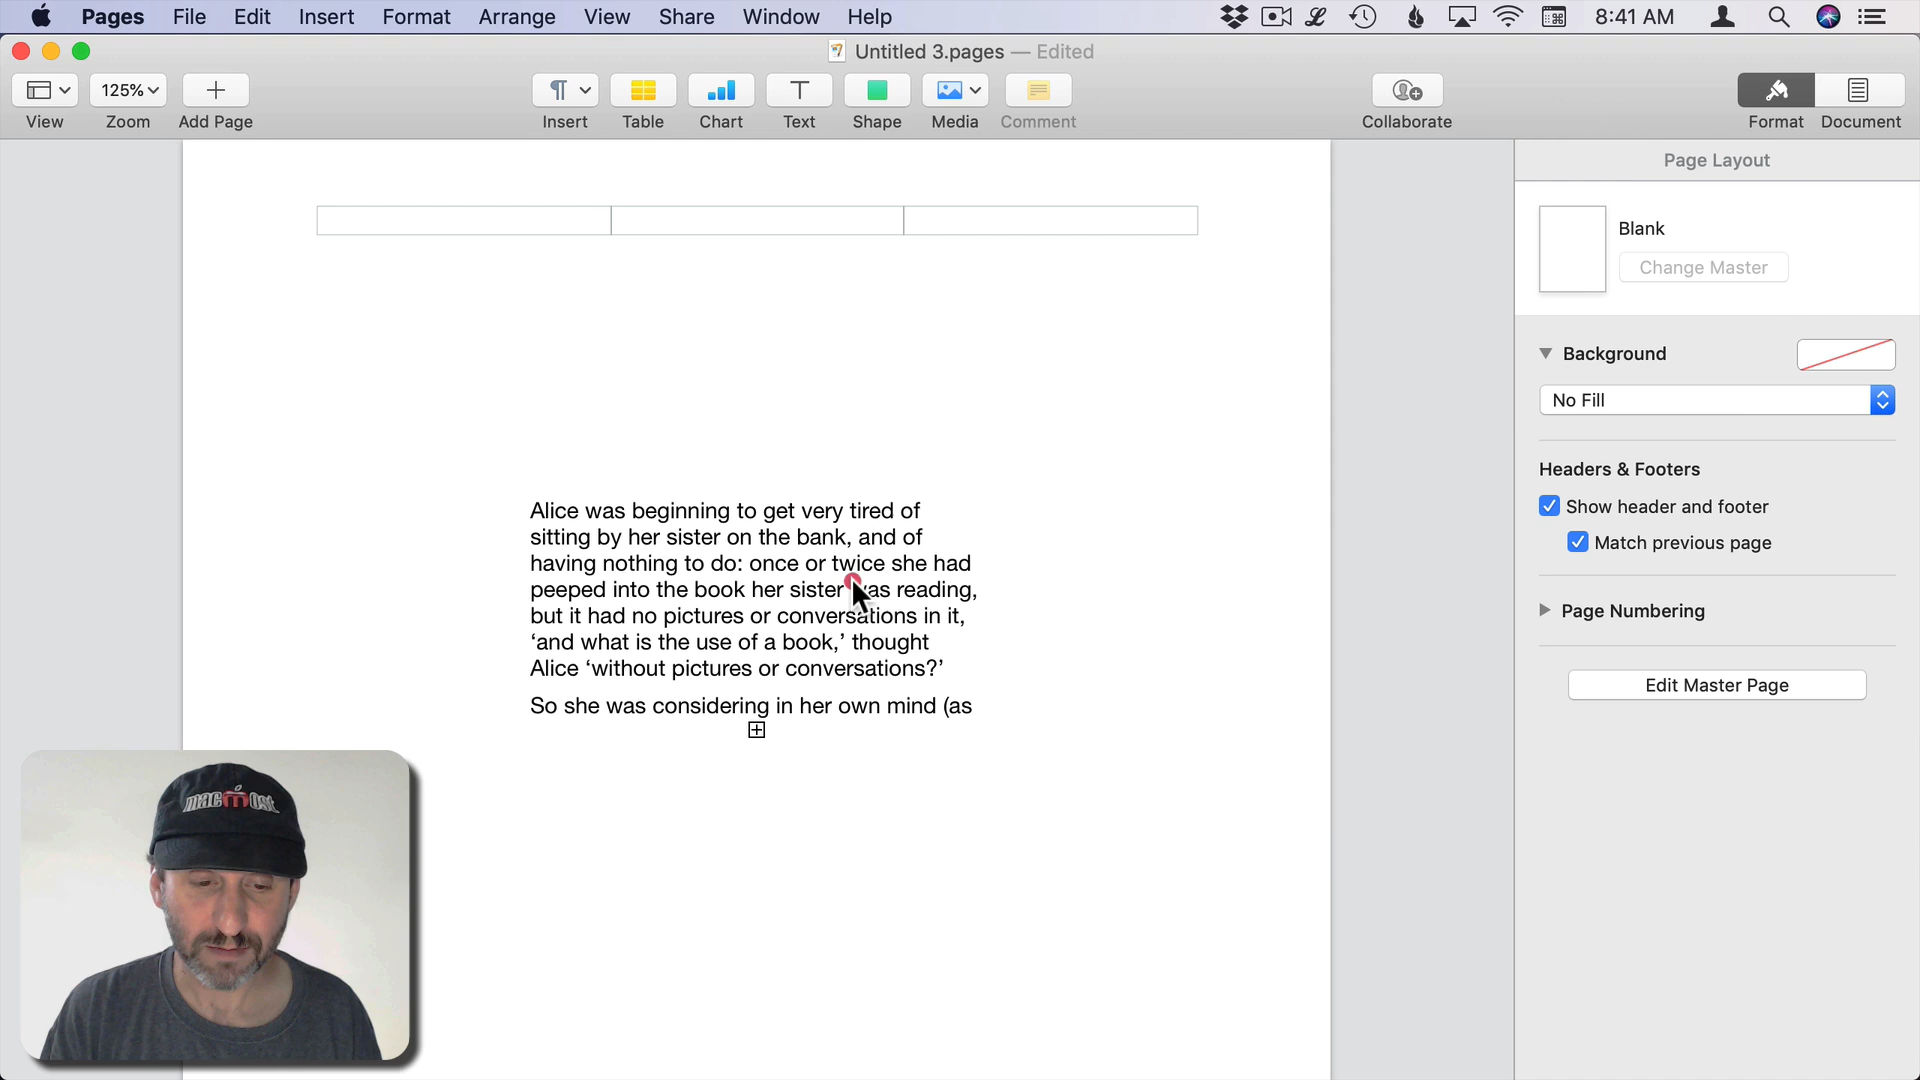 Pages File Edit Insert Format Arrange View Share Window Help 8:41 AM
Untitled 3.pages — Edited
125%
View Zoom Add Page Insert Table Chart Text Shape Media Comment Collaborate Format Document
Page Layout
Blank
Change Master
Background
No Fill
Headers & Footers
Show header and footer
Match previous page
Page Numbering
Edit Master Page
Alice was beginning to get very tired of
sitting by her sister on the bank, and of
having nothing to do: once or twice she had
peeped into the book her sister was reading,
but it had no pictures or conversations in it,
‘and what is the use of a book,’ thought
Alice ‘without pictures or conversations?’
So she was considering in her own mind (as
macmost